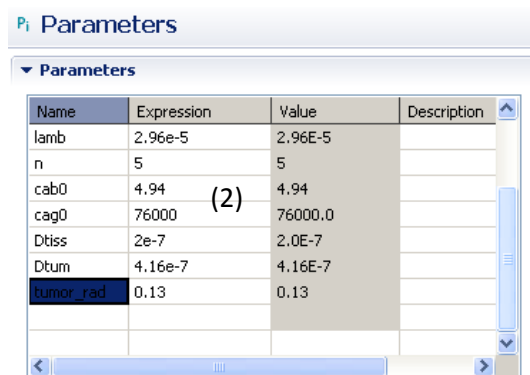 Pi Parameters
Parameters
Name Expression Value Description
lamb 2.96e-5 2.96E-5
n 5 5
cab0 4.94 4.94
(2)
cag0 76000 76000.0
Dtiss 2e-7 2.0E-7
Dtum 4.16e-7 4.16E-7
tumor_rad 0.13 0.13